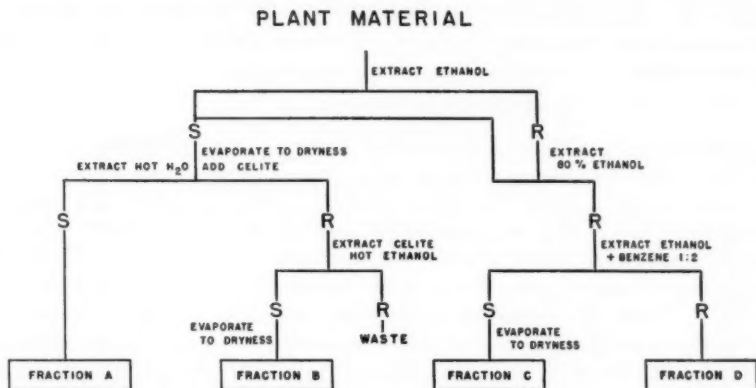 PLANT MATERIAL
EXTRACT ETHANOL
S
R
EVAPORATE TO DRYNESS
EXTRACT HOT H₂O ADD CELITE
EXTRACT
80% ETHANOL
S
R
R
EXTRACT CELITE
HOT ETHANOL
EXTRACT ETHANOL
+ BENZENE 1:2
S
R
S
R
EVAPORATE
TO DRYNESS
WASTE
EVAPORATE
TO DRYNESS
FRACTION A
FRACTION B
FRACTION C
FRACTION D